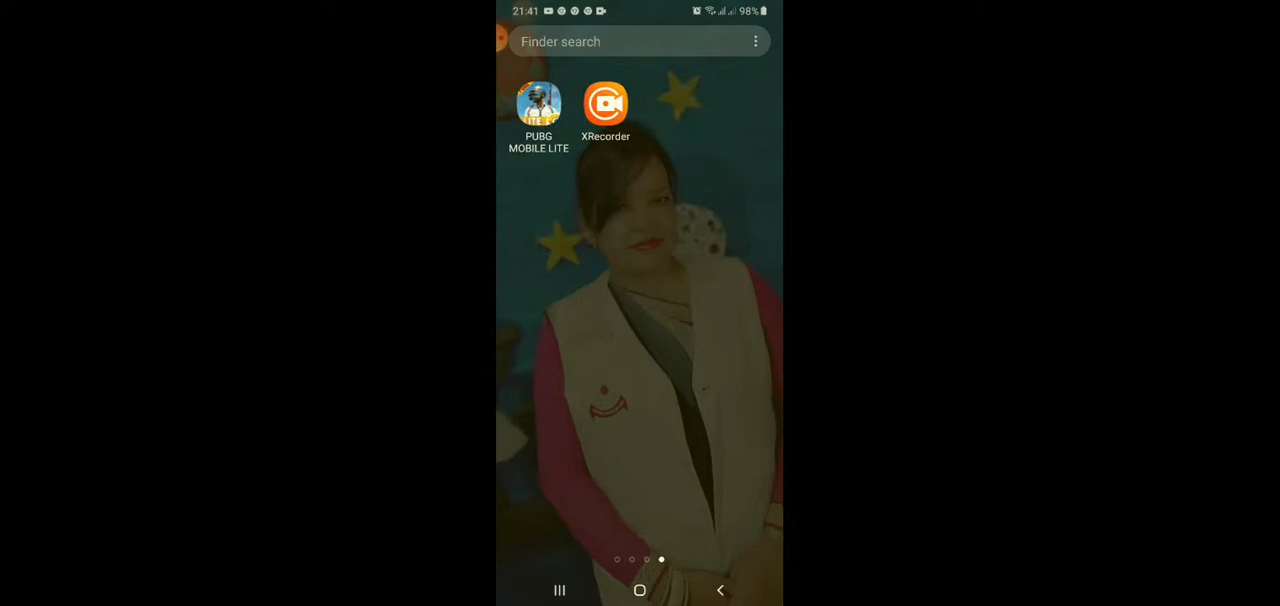 21:41
98%
Finder search
PUBG
MOBILE LITE
XRecorder